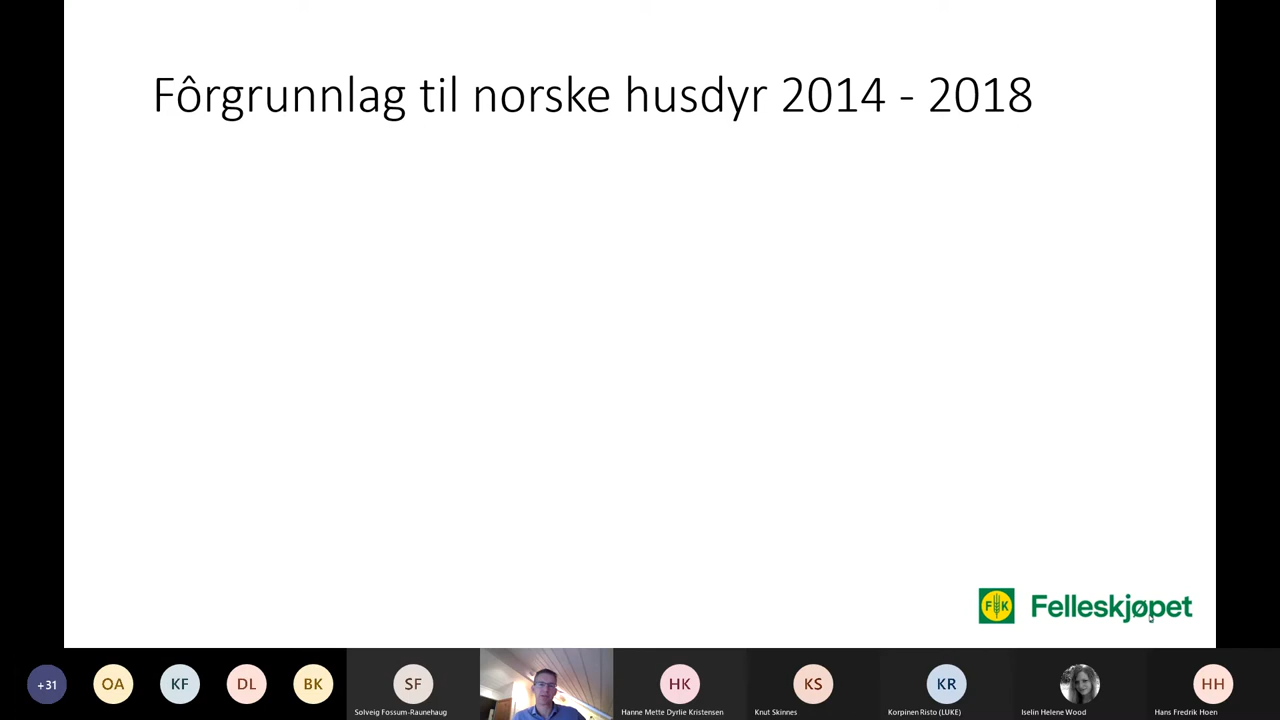 Fôrgrunnlag til norske husdyr 2014 - 2018
FK
Felleskjøpet
+31
OA
KF
DL
BK
SF
HK
KS
KR
HH
Solveig Fossum-Raunehaug
Hanne Mette Dyrlie Kristensen
Knut Skinnes
Korpinen Risto (LUKE)
Iselin Helene Wood
Hans Fredrik Hoen